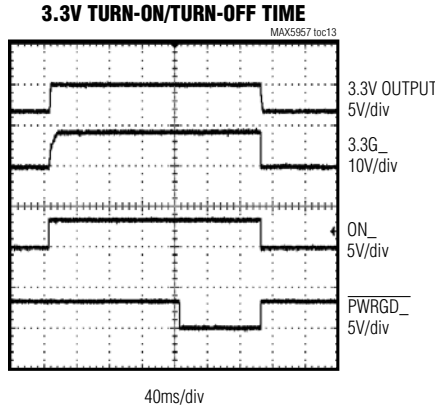 3.3V TURN-ON/TURN-OFF TIME
MAX5957 toc13
3.3V OUTPUT
5V/div
3.3G_
10V/div
ON_
5V/div
PWRGD_
5V/div
40ms/div